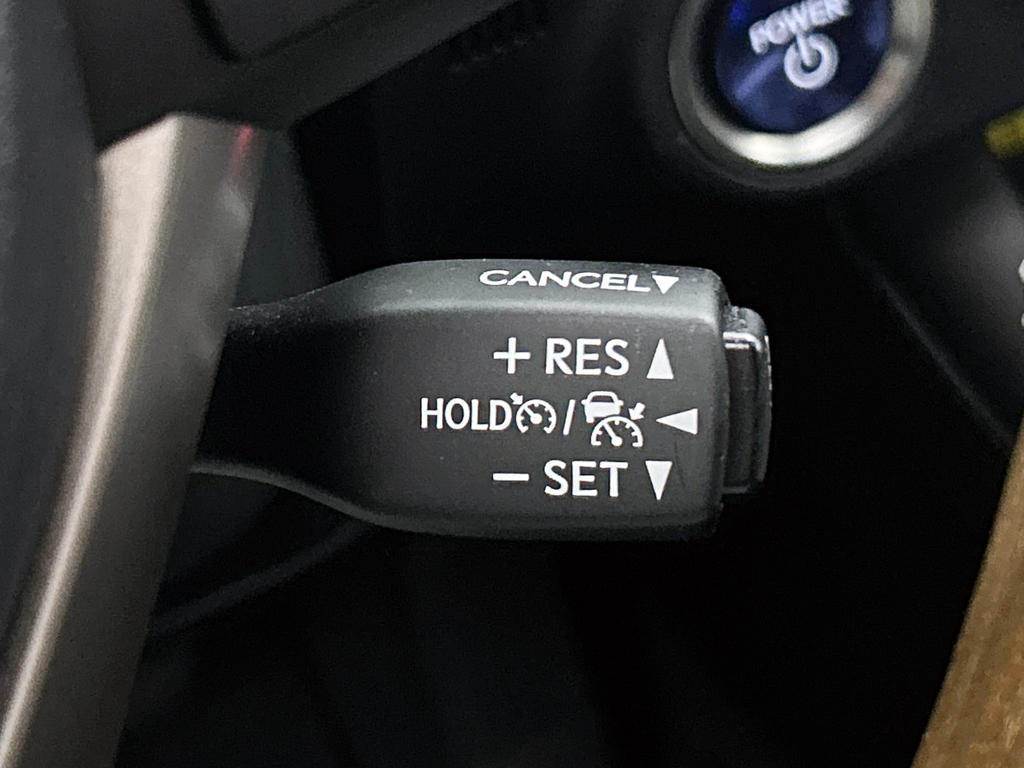 POWER
CANCEL▼
+ RES ▲
HOLD / ◀
− SET ▼